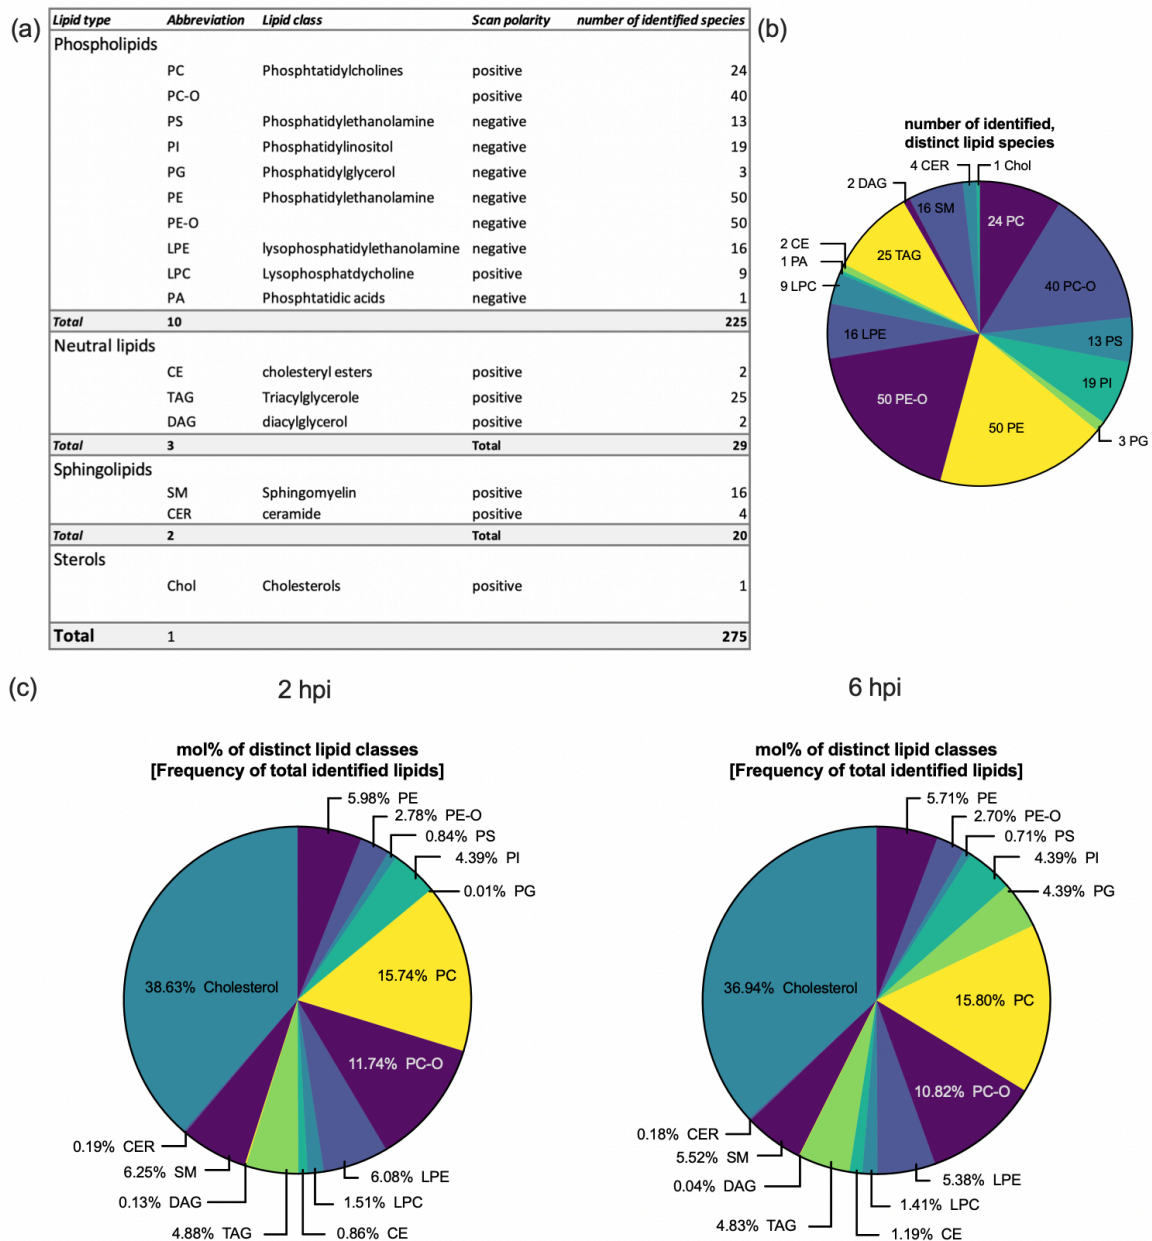 (a)
Lipid type Abbreviation Lipid class Scan polarity number of identified species
Phospholipids
PC Phosphtatidylcholines positive 24
PC-O positive 40
PS Phosphatidylethanolamine negative 13
PI Phosphatidylinositol negative 19
PG Phosphatidylglycerol negative 3
PE Phosphatidylethanolamine negative 50
PE-O negative 50
LPE lysophosphatidylethanolamine negative 16
LPC Lysophosphatdycholine positive 9
PA Phosphtatidic acids negative 1
Total 10 225
Neutral lipids
CE cholesteryl esters positive 2
TAG Triacylglycerole positive 25
DAG diacylglycerol positive 2
Total 3 Total 29
Sphingolipids
SM Sphingomyelin positive 16
CER ceramide positive 4
Total 2 Total 20
Sterols
Chol Cholesterols positive 1
Total 1 275
(b)
number of identified,
distinct lipid species
4 CER
1 Chol
2 DAG
16 SM
24 PC
2 CE
25 TAG
1 PA
9 LPC
40 PC-O
16 LPE
13 PS
19 PI
50 PE-O
50 PE
3 PG
(c)
2 hpi
mol% of distinct lipid classes
[Frequency of total identified lipids]
5.98% PE
2.78% PE-O
0.84% PS
4.39% PI
0.01% PG
15.74% PC
38.63% Cholesterol
11.74% PC-O
0.19% CER
6.25% SM
6.08% LPE
0.13% DAG
1.51% LPC
4.88% TAG
0.86% CE
6 hpi
mol% of distinct lipid classes
[Frequency of total identified lipids]
5.71% PE
2.70% PE-O
0.71% PS
4.39% PI
4.39% PG
36.94% Cholesterol
15.80% PC
10.82% PC-O
0.18% CER
5.52% SM
5.38% LPE
0.04% DAG
1.41% LPC
4.83% TAG
1.19% CE